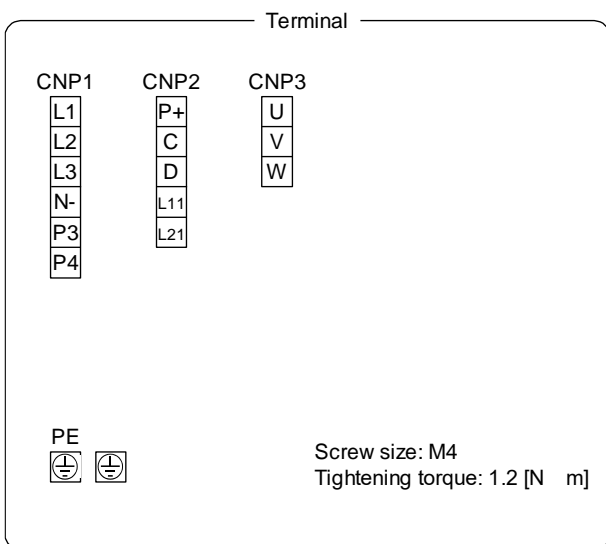 Terminal
CNP1 CNP2 CNP3
L1 P+ U
L2 C V
L3 D W
N- L11
P3 L21
P4
PE
Screw size: M4
Tightening torque: 1.2 [N m]